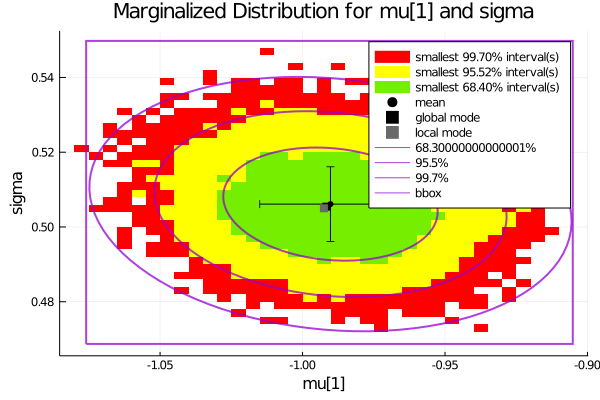 Marginalized Distribution for mu[1] and sigma
smallest 99.70% interval(s)
smallest 95.52% interval(s)
smallest 68.40% interval(s)
mean
global mode
local mode
68.30000000000001%
95.5%
99.7%
bbox
sigma
0.54
0.52
0.50
0.48
-1.05
-1.00
-0.95
-0.90
mu[1]